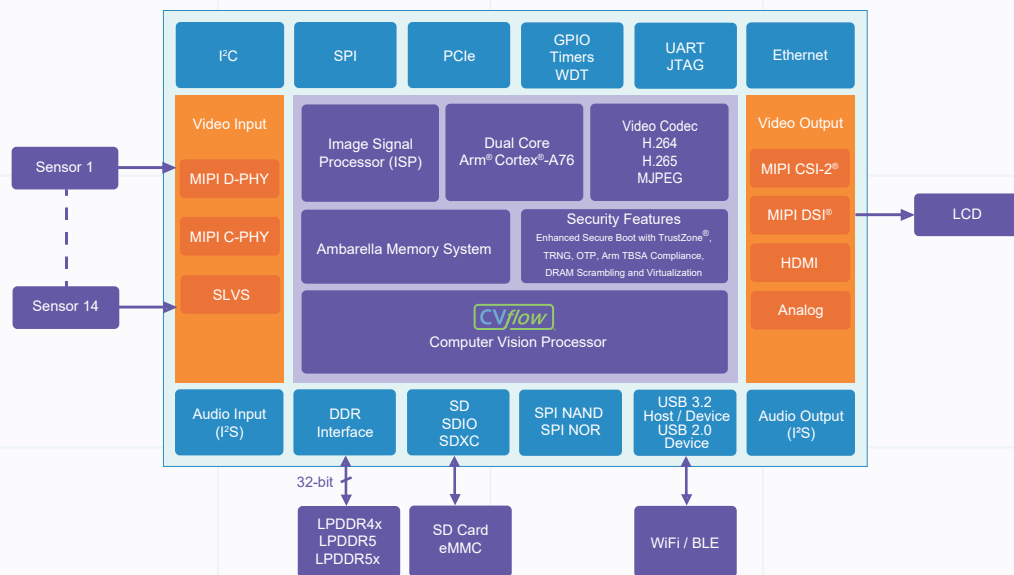 I²C
SPI
PCIe
GPIO
Timers
WDT
UART
JTAG
Ethernet
Video Input
MIPI D-PHY
MIPI C-PHY
SLVS
Image Signal
Processor (ISP)
Dual Core
Arm® Cortex®-A76
Video Codec
H.264
H.265
MJPEG
Ambarella Memory System
Security Features
Enhanced Secure Boot with TrustZone®,
TRNG, OTP, Arm TBSA Compliance,
DRAM Scrambling and Virtualization
CVflow
Computer Vision Processor
Video Output
MIPI CSI-2®
MIPI DSI®
HDMI
Analog
Sensor 1
Sensor 14
LCD
Audio Input
(I²S)
DDR
Interface
SD
SDIO
SDXC
SPI NAND
SPI NOR
USB 3.2
Host / Device
USB 2.0
Device
Audio Output
(I²S)
32-bit
LPDDR4x
LPDDR5
LPDDR5x
SD Card
eMMC
WiFi / BLE